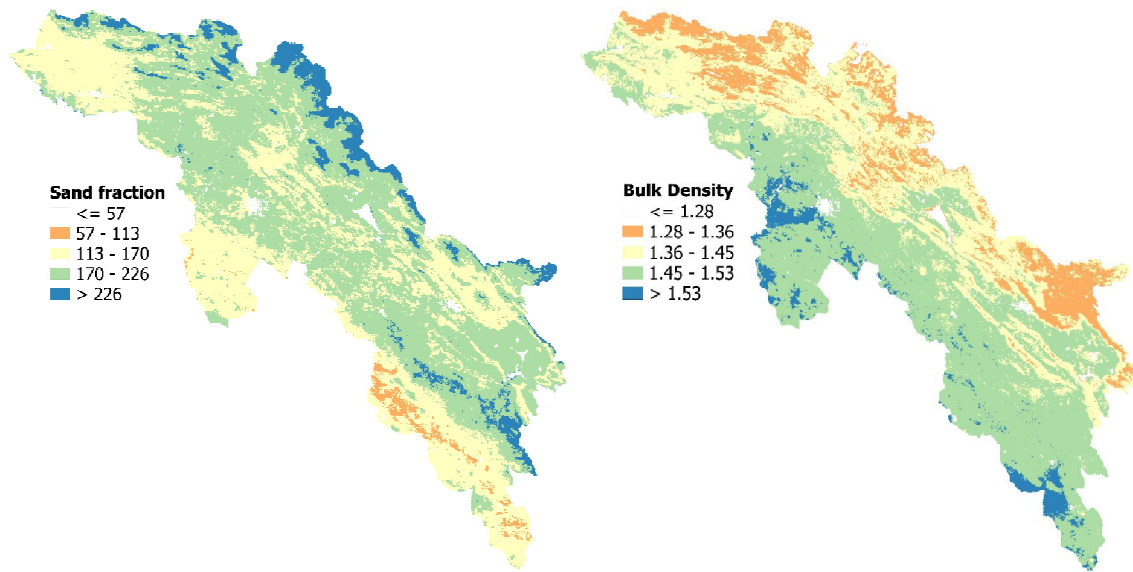 Sand fraction
<= 57
57 - 113
113 - 170
170 - 226
> 226
Bulk Density
<= 1.28
1.28 - 1.36
1.36 - 1.45
1.45 - 1.53
> 1.53